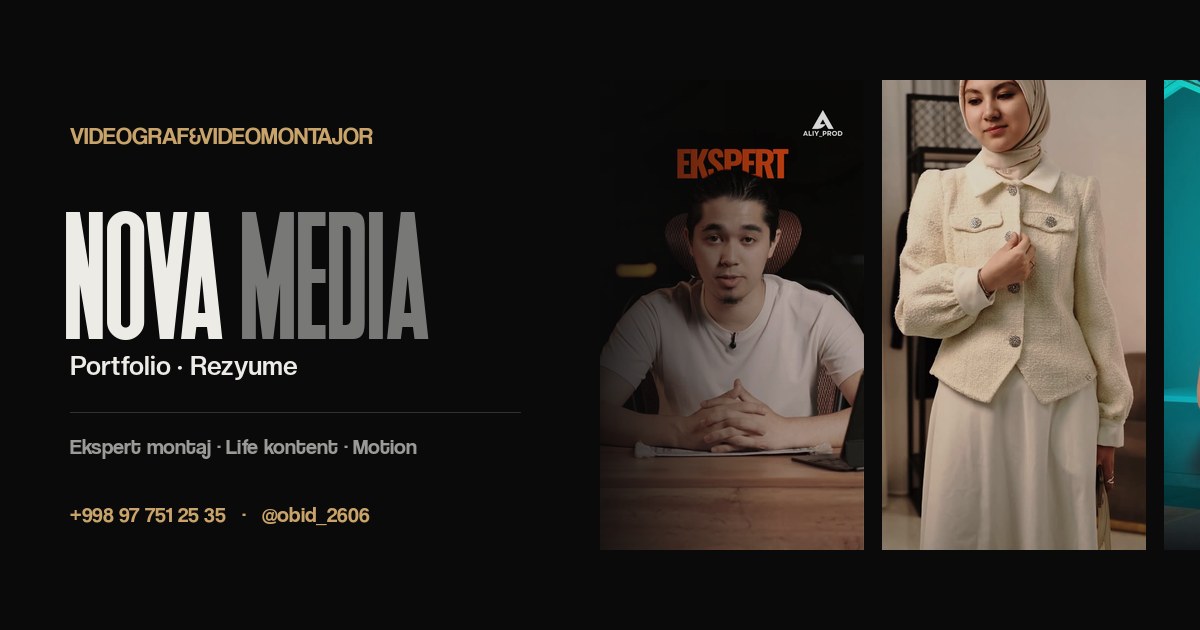 VIDEOGRAF&VIDEOMONTAJOR
NOVA MEDIA
Portfolio · Rezyume
Ekspert montaj · Life kontent · Motion
+998 97 751 25 35 · @obid_2606
ALIY_PROD
EKSPERT